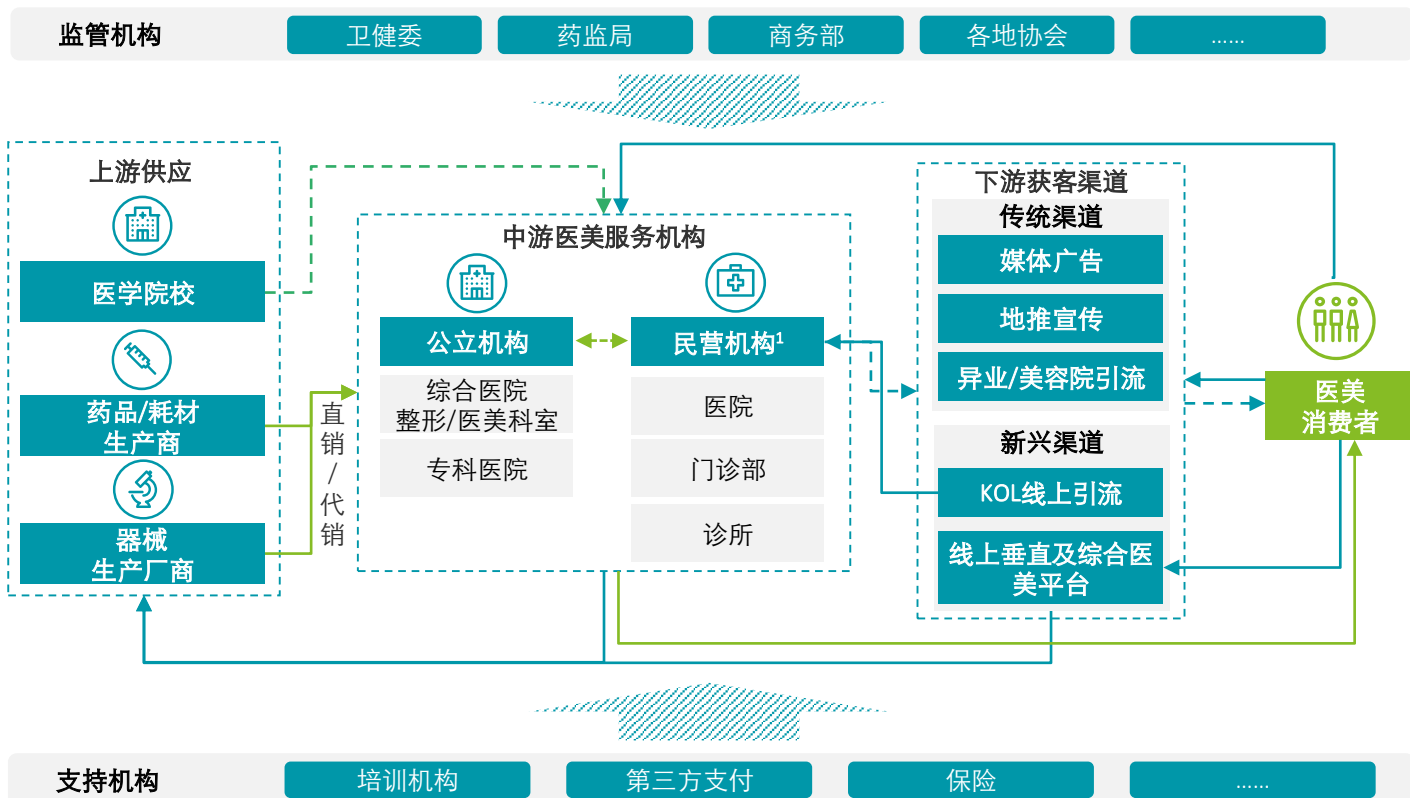 监管机构
卫健委
药监局
商务部
各地协会
……
上游供应
医学院校
药品/耗材
生产商
器械
生产厂商
直
销
/
代
销
中游医美服务机构
公立机构
综合医院
整形/医美科室
专科医院
民营机构¹
医院
门诊部
诊所
下游获客渠道
传统渠道
媒体广告
地推宣传
异业/美容院引流
新兴渠道
KOL线上引流
线上垂直及综合医
美平台
医美
消费者
支持机构
培训机构
第三方支付
保险
……